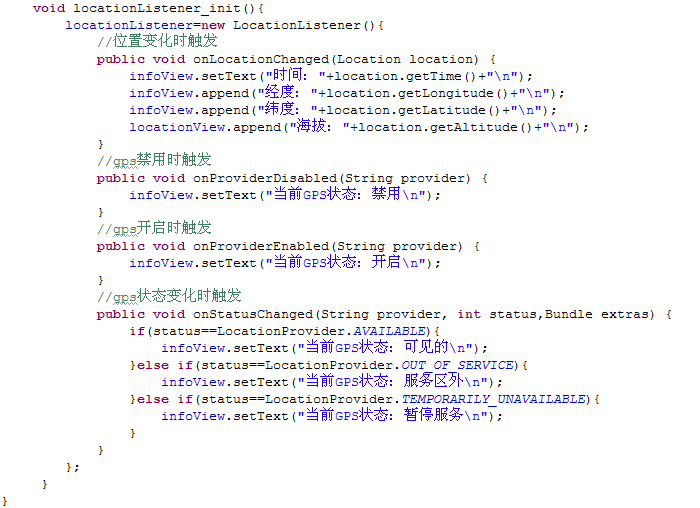 void locationListener_init(){
locationListener=new LocationListener(){
//位置变化时触发
public void onLocationChanged(Location location) {
infoView.setText("时间: "+location.getTime()+"\n");
infoView.append("经度: "+location.getLongitude()+"\n");
infoView.append("纬度: "+location.getLatitude()+"\n");
locationView.append("海拔: "+location.getAltitude()+"\n");
}
//gps禁用时触发
public void onProviderDisabled(String provider) {
infoView.setText("当前GPS状态: 禁用\n");
}
//gps开启时触发
public void onProviderEnabled(String provider) {
infoView.setText("当前GPS状态: 开启\n");
}
//gps状态变化时触发
public void onStatusChanged(String provider, int status,Bundle extras) {
if(status==LocationProvider.AVAILABLE){
infoView.setText("当前GPS状态: 可见的\n");
}else if(status==LocationProvider.OUT_OF_SERVICE){
infoView.setText("当前GPS状态: 服务区外\n");
}else if(status==LocationProvider.TEMPORARILY_UNAVAILABLE){
infoView.setText("当前GPS状态: 暂停服务\n");
}
}
};
}
}